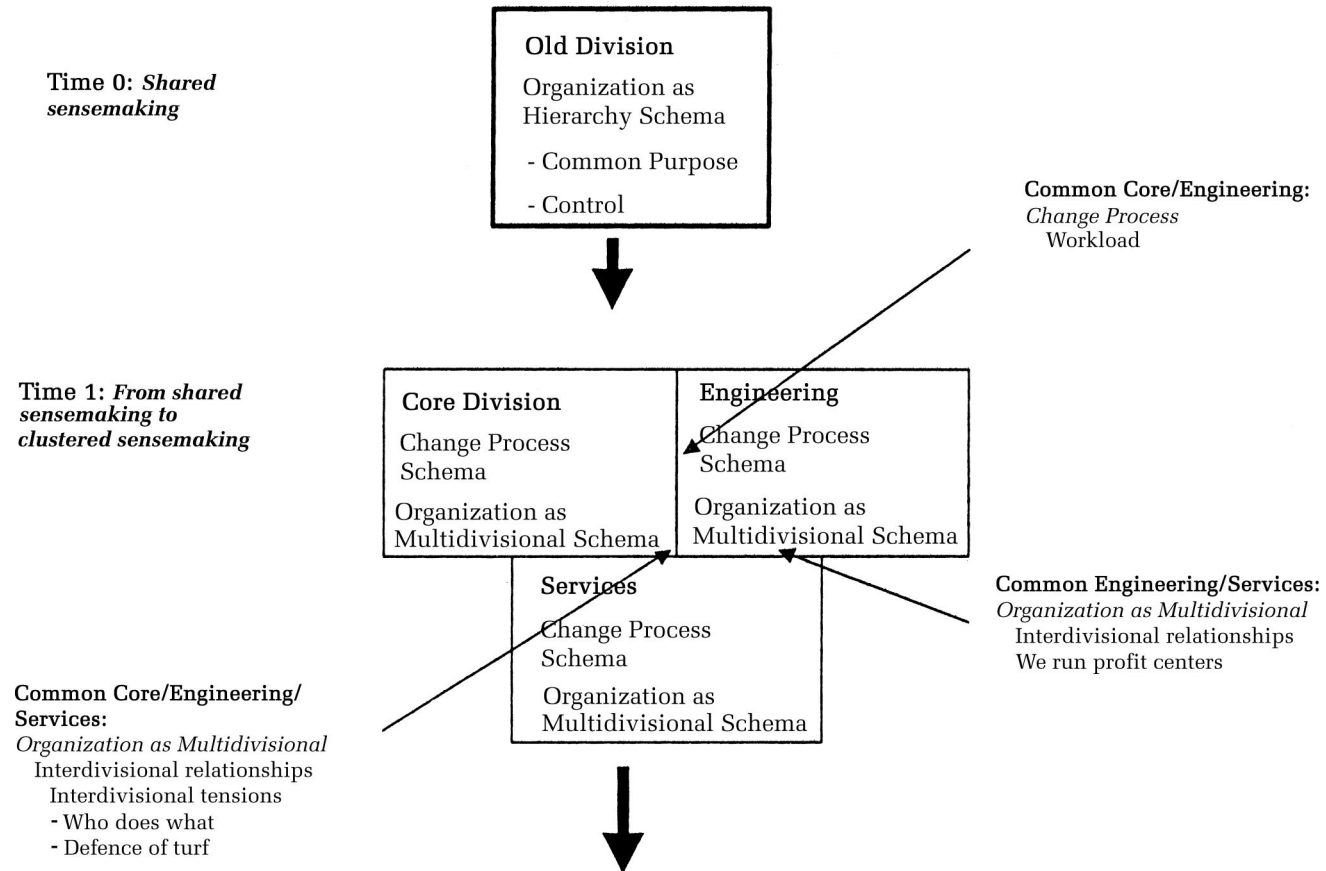 Time 0: Shared
sensemaking
Old Division
Organization as
Hierarchy Schema
- Common Purpose
- Control
Common Core/Engineering:
Change Process
Workload
Time 1: From shared
sensemaking to
clustered sensemaking
Core Division
Change Process
Schema
Organization as
Multidivisional Schema
Engineering
Change Process
Schema
Organization as
Multidivisional Schema
Services
Change Process
Schema
Organization as
Multidivisional Schema
Common Engineering/Services:
Organization as Multidivisional
Interdivisional relationships
We run profit centers
Common Core/Engineering/
Services:
Organization as Multidivisional
Interdivisional relationships
Interdivisional tensions
- Who does what
- Defence of turf